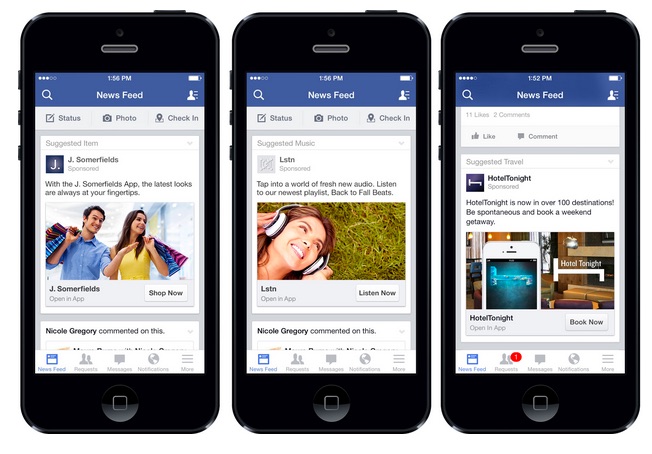 1:56 PM
News Feed
Status Photo Check In
Suggested Item
J. Somerfields
Sponsored
With the J. Somerfields App, the latest looks
are always at your fingertips.
J. Somerfields
Open in App
Shop Now
Nicole Gregory commented on this.
News Feed Requests Messages Notifications More
1:56 PM
News Feed
Status Photo Check In
Suggested Music
Lstn
Sponsored
Tap into a world of fresh new audio. Listen
to our newest playlist, Back to Fall Beats.
Lstn
Open in App
Listen Now
Nicole Gregory commented on this.
News Feed Requests Messages Notifications More
1:52 PM
News Feed
11 Likes 2 Comments
Like Comment
Suggested Travel
HotelTonight
Sponsored
HotelTonight is now in over 100 destinations!
Be spontaneous and book a weekend
getaway.
Hotel Tonight
HotelTonight
Open in App
Book Now
1
News Feed Requests Messages Notifications More